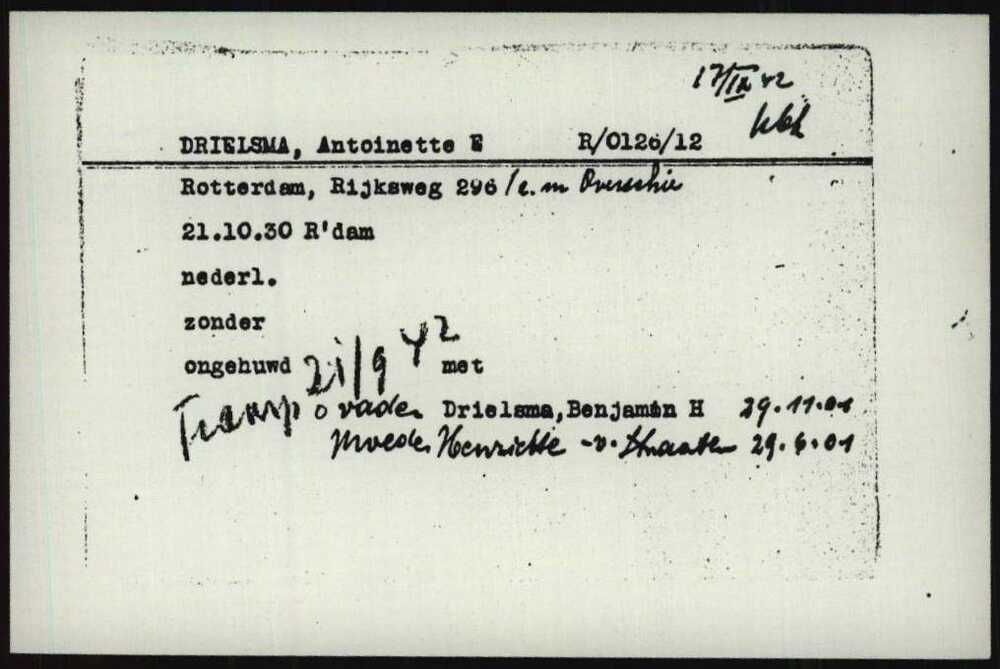 17/IX 42
DRIELSMA, Antoinette E R/0126/12
Rotterdam, Rijksweg 296 Overschie
21.10.30 R'dam
nederl.
zonder
ongehuwd met
21/9 42
Transp
vader Drielsma, Benjamin H 29.11.01
Moeder Henriette -v. Straaten 29.6.01